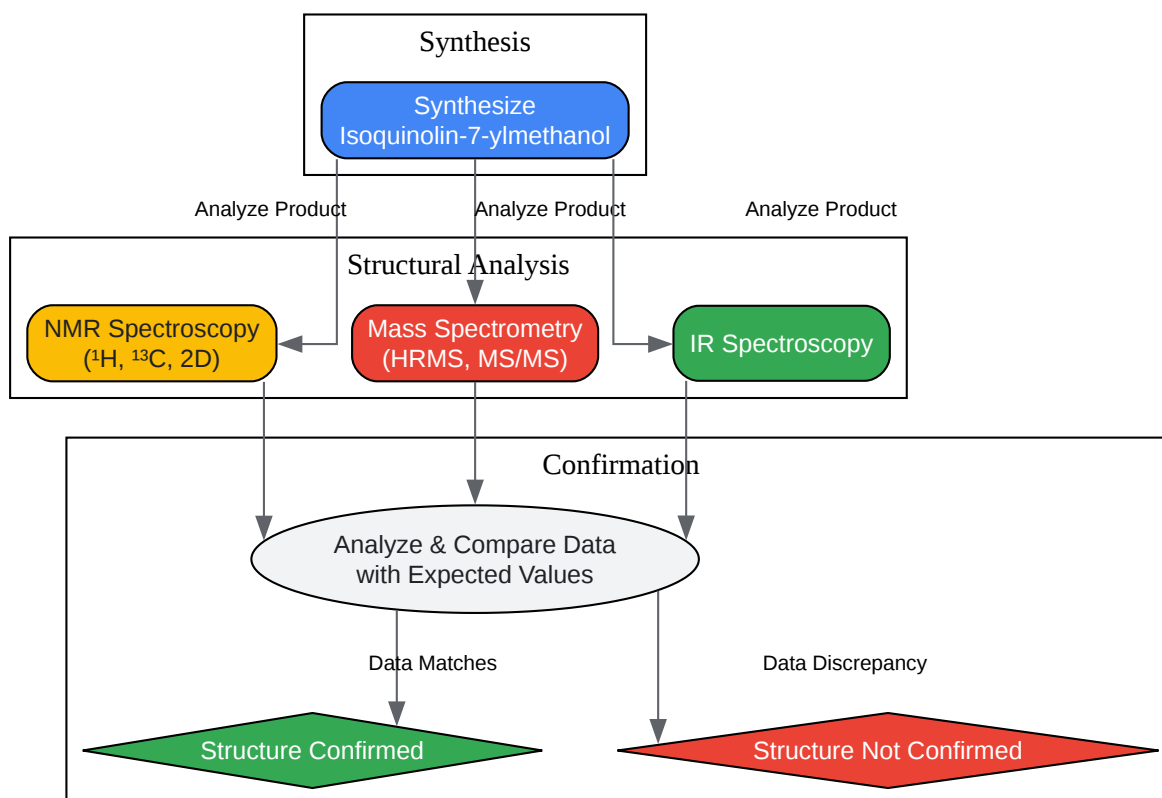 Synthesis
Synthesize
Isoquinolin-7-ylmethanol
Analyze Product
Analyze Product
Analyze Product
Structural Analysis
NMR Spectroscopy
(¹H, ¹³C, 2D)
Mass Spectrometry
(HRMS, MS/MS)
IR Spectroscopy
Confirmation
Analyze & Compare Data
with Expected Values
Data Matches
Data Discrepancy
Structure Confirmed
Structure Not Confirmed